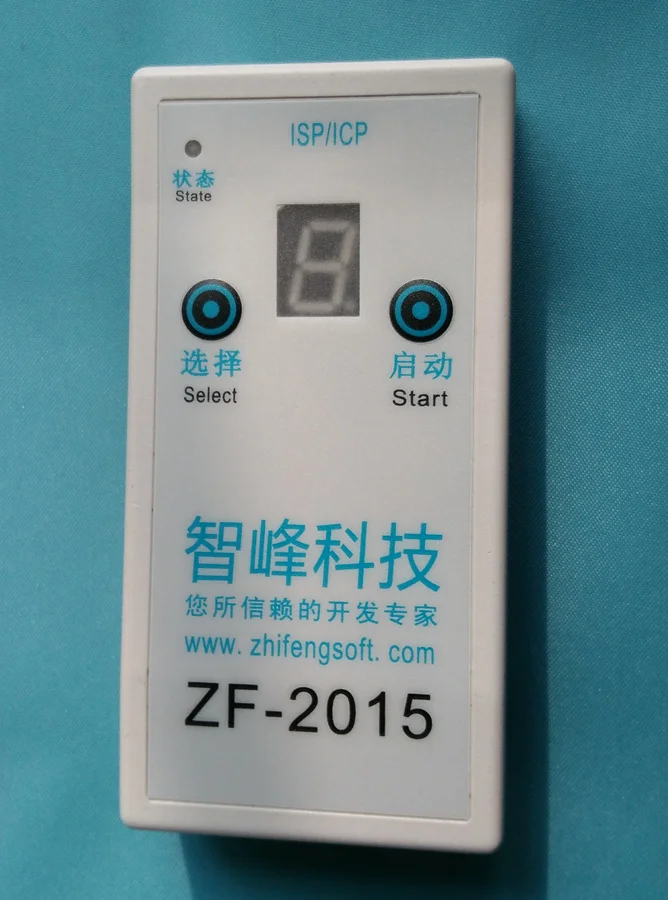 ISP/ICP
状态
State
选择
Select
启动
Start
智峰科技
您所信赖的开发专家
www.zhifengsoft.com
ZF-2015